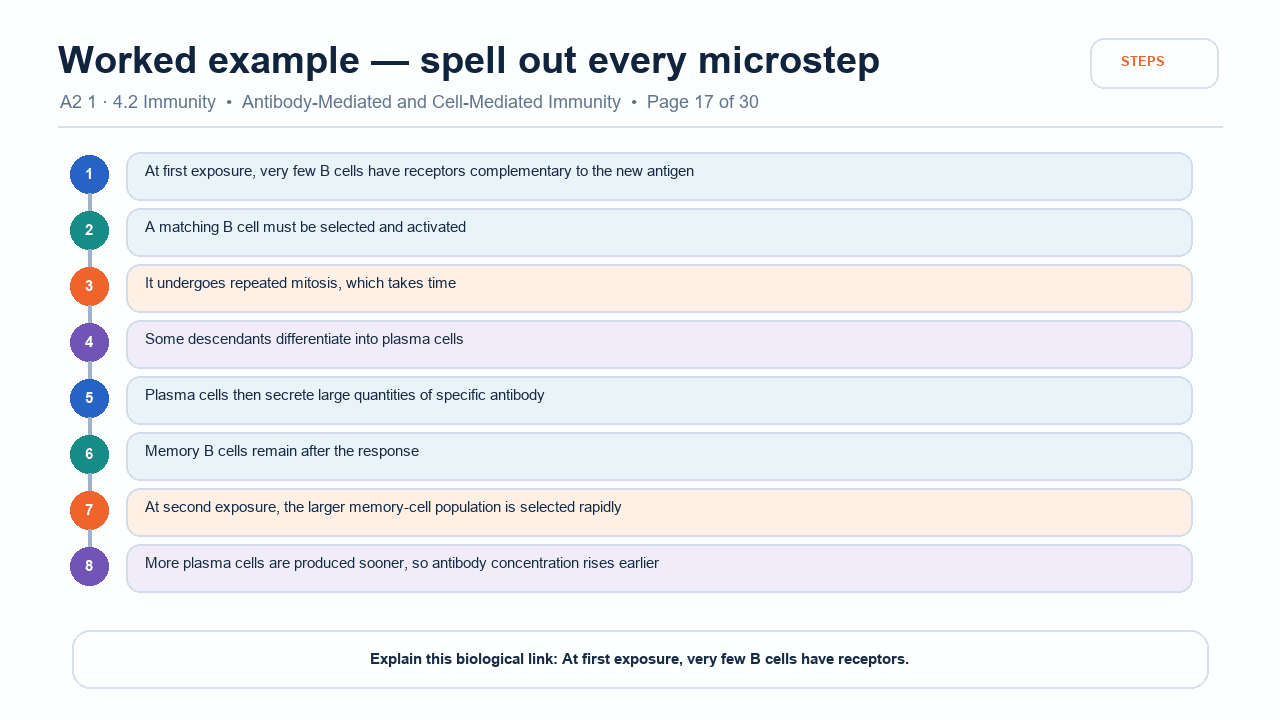 Worked example — spell out every microstep
STEPS
A2 1 · 4.2 Immunity • Antibody-Mediated and Cell-Mediated Immunity • Page 17 of 30
1 At first exposure, very few B cells have receptors complementary to the new antigen
2 A matching B cell must be selected and activated
3 It undergoes repeated mitosis, which takes time
4 Some descendants differentiate into plasma cells
5 Plasma cells then secrete large quantities of specific antibody
6 Memory B cells remain after the response
7 At second exposure, the larger memory-cell population is selected rapidly
8 More plasma cells are produced sooner, so antibody concentration rises earlier
Explain this biological link: At first exposure, very few B cells have receptors.